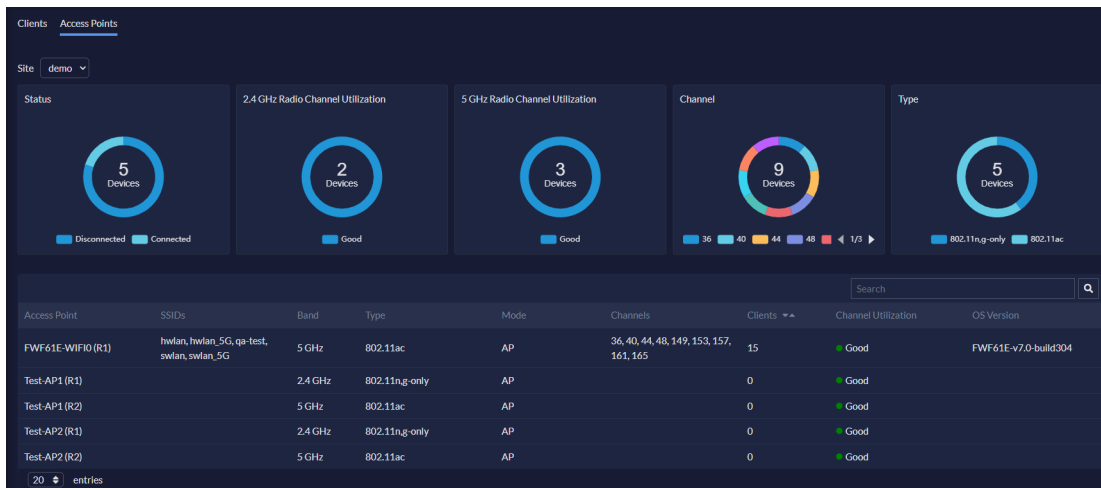 Clients Access Points
Site demo
Status
5
Devices
Disconnected Connected
2.4 GHz Radio Channel Utilization
2
Devices
Good
5 GHz Radio Channel Utilization
3
Devices
Good
Channel
9
Devices
36 40 44 48 1/3
Type
5
Devices
802.11n,g-only 802.11ac
Search
Access Point SSIDs Band Type Mode Channels Clients Channel Utilization OS Version
FWF61E-WIFI0 (R1) hwlan, hwlan_5G, qa-test, swlan, swlan_5G 5 GHz 802.11ac AP 36, 40, 44, 48, 149, 153, 157, 161, 165 15 Good FWF61E-v7.0-build304
Test-AP1 (R1) 2.4 GHz 802.11n,g-only AP 0 Good
Test-AP1 (R2) 5 GHz 802.11ac AP 0 Good
Test-AP2 (R1) 2.4 GHz 802.11n,g-only AP 0 Good
Test-AP2 (R2) 5 GHz 802.11ac AP 0 Good
20 entries